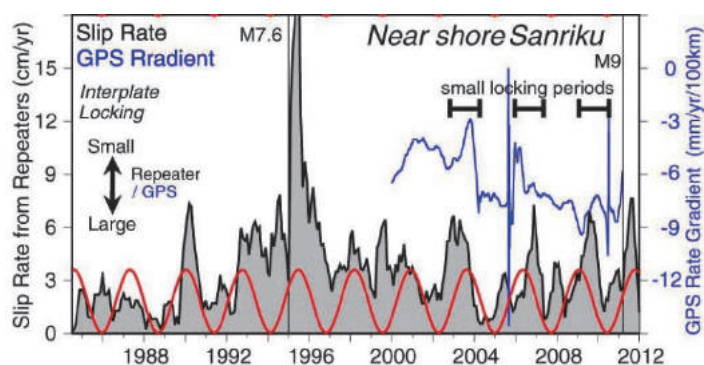 Slip Rate
GPS Rradient
M7.6
Near shore Sanriku
M9
small locking periods
Interplate
Locking
Small
Repeater
/ GPS
Large
Slip Rate from Repeaters (cm/yr)
15
12
9
6
3
0
GPS Rate Gradient (mm/yr/100km)
0
-3
-6
-9
-12
1988 1992 1996 2000 2004 2008 2012